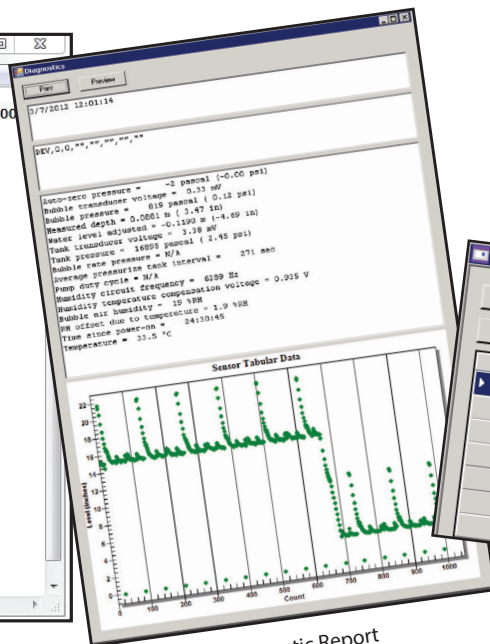 00
Diagnostics
Print Preview
3/7/2012 12:01:14
DEV,0,0,"","","","",""
Auto-zero pressure = -2 pascal (-0.00 psi)
Bubble transducer voltage = 0.33 mV
Bubble pressure = 819 pascal ( 0.12 psi)
Measured depth = 0.0881 m ( 3.47 in)
Water level adjusted = -0.1190 m (-4.69 in)
Tank transducer voltage = 3.38 mV
Tank pressure = 16895 pascal ( 2.45 psi)
Bubble rate pressure = N/A
Average pressurize tank interval = 271 sec
Pump duty cycle = N/A
Humidity circuit frequency = 6289 Hz
Humidity temperature compensation voltage = 0.935 V
Bubble air humidity = 19 %RH
RH offset due to temperature = 1.9 %RH
Time since power-on = 24:30:45
Temperature = 33.5 °C
Sensor Tabular Data
Level (inches)
22
20
18
16
14
12
10
8
6
4
2
0
0 100 200 300 400 500 600 700 800 900 1000
Count
tic Report